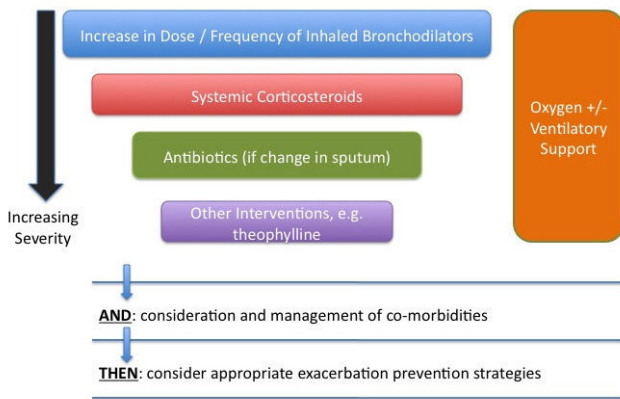 Increase in Dose / Frequency of Inhaled Bronchodilators
Systemic Corticosteroids
Antibiotics (if change in sputum)
Other Interventions, e.g.
theophylline
Oxygen +/-
Ventilatory
Support
Increasing
Severity
AND: consideration and management of co-morbidities
THEN: consider appropriate exacerbation prevention strategies